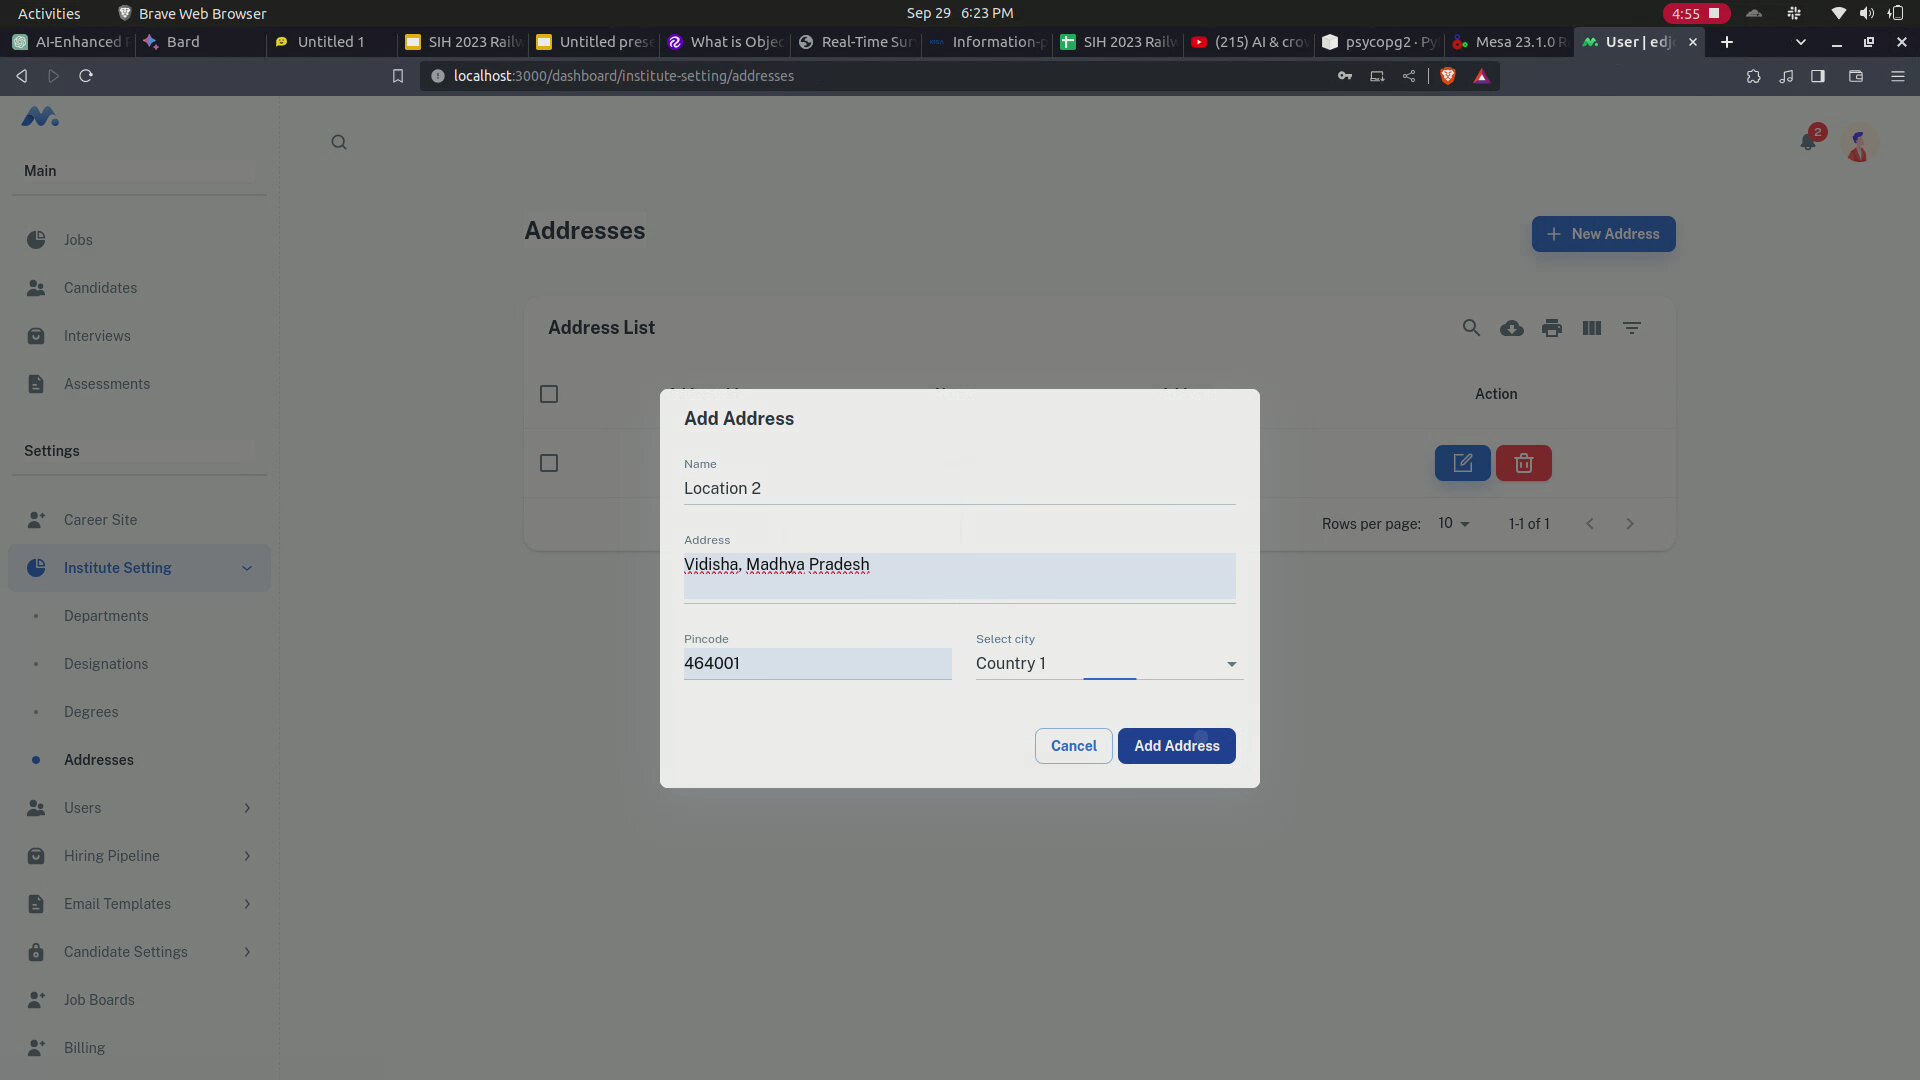 Activities
Brave Web Browser
Sep 29 6:23 PM
4:55
AI-Enhanced
Bard
Untitled 1
SIH 2023 Railw
Untitled prese
What is Objec
Real-Time Sur
Information-p
SIH 2023 Railw
(215) AI & crow
psycopg2 · Py
Mesa 23.1.0 R
User | edjo
localhost:3000/dashboard/institute-setting/addresses
2
Main
Jobs
Candidates
Interviews
Assessments
Settings
Career Site
Institute Setting
Departments
Designations
Degrees
Addresses
Users
Hiring Pipeline
Email Templates
Candidate Settings
Job Boards
Billing
Addresses
New Address
Address List
Action
Rows per page: 10
1-1 of 1
Add Address
Name
Location 2
Address
Vidisha, Madhya Pradesh
Pincode
464001
Select city
Country 1
Cancel
Add Address